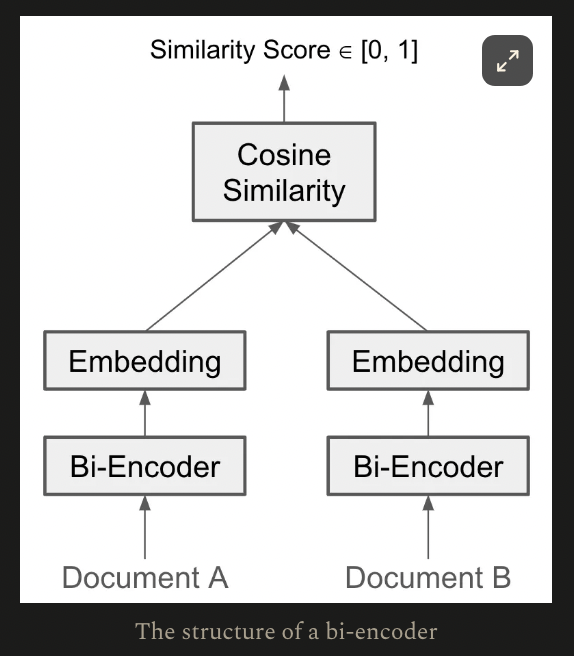 Similarity Score ∈ [0, 1]
Cosine
Similarity
Embedding
Embedding
Bi-Encoder
Bi-Encoder
Document A
Document B
The structure of a bi-encoder